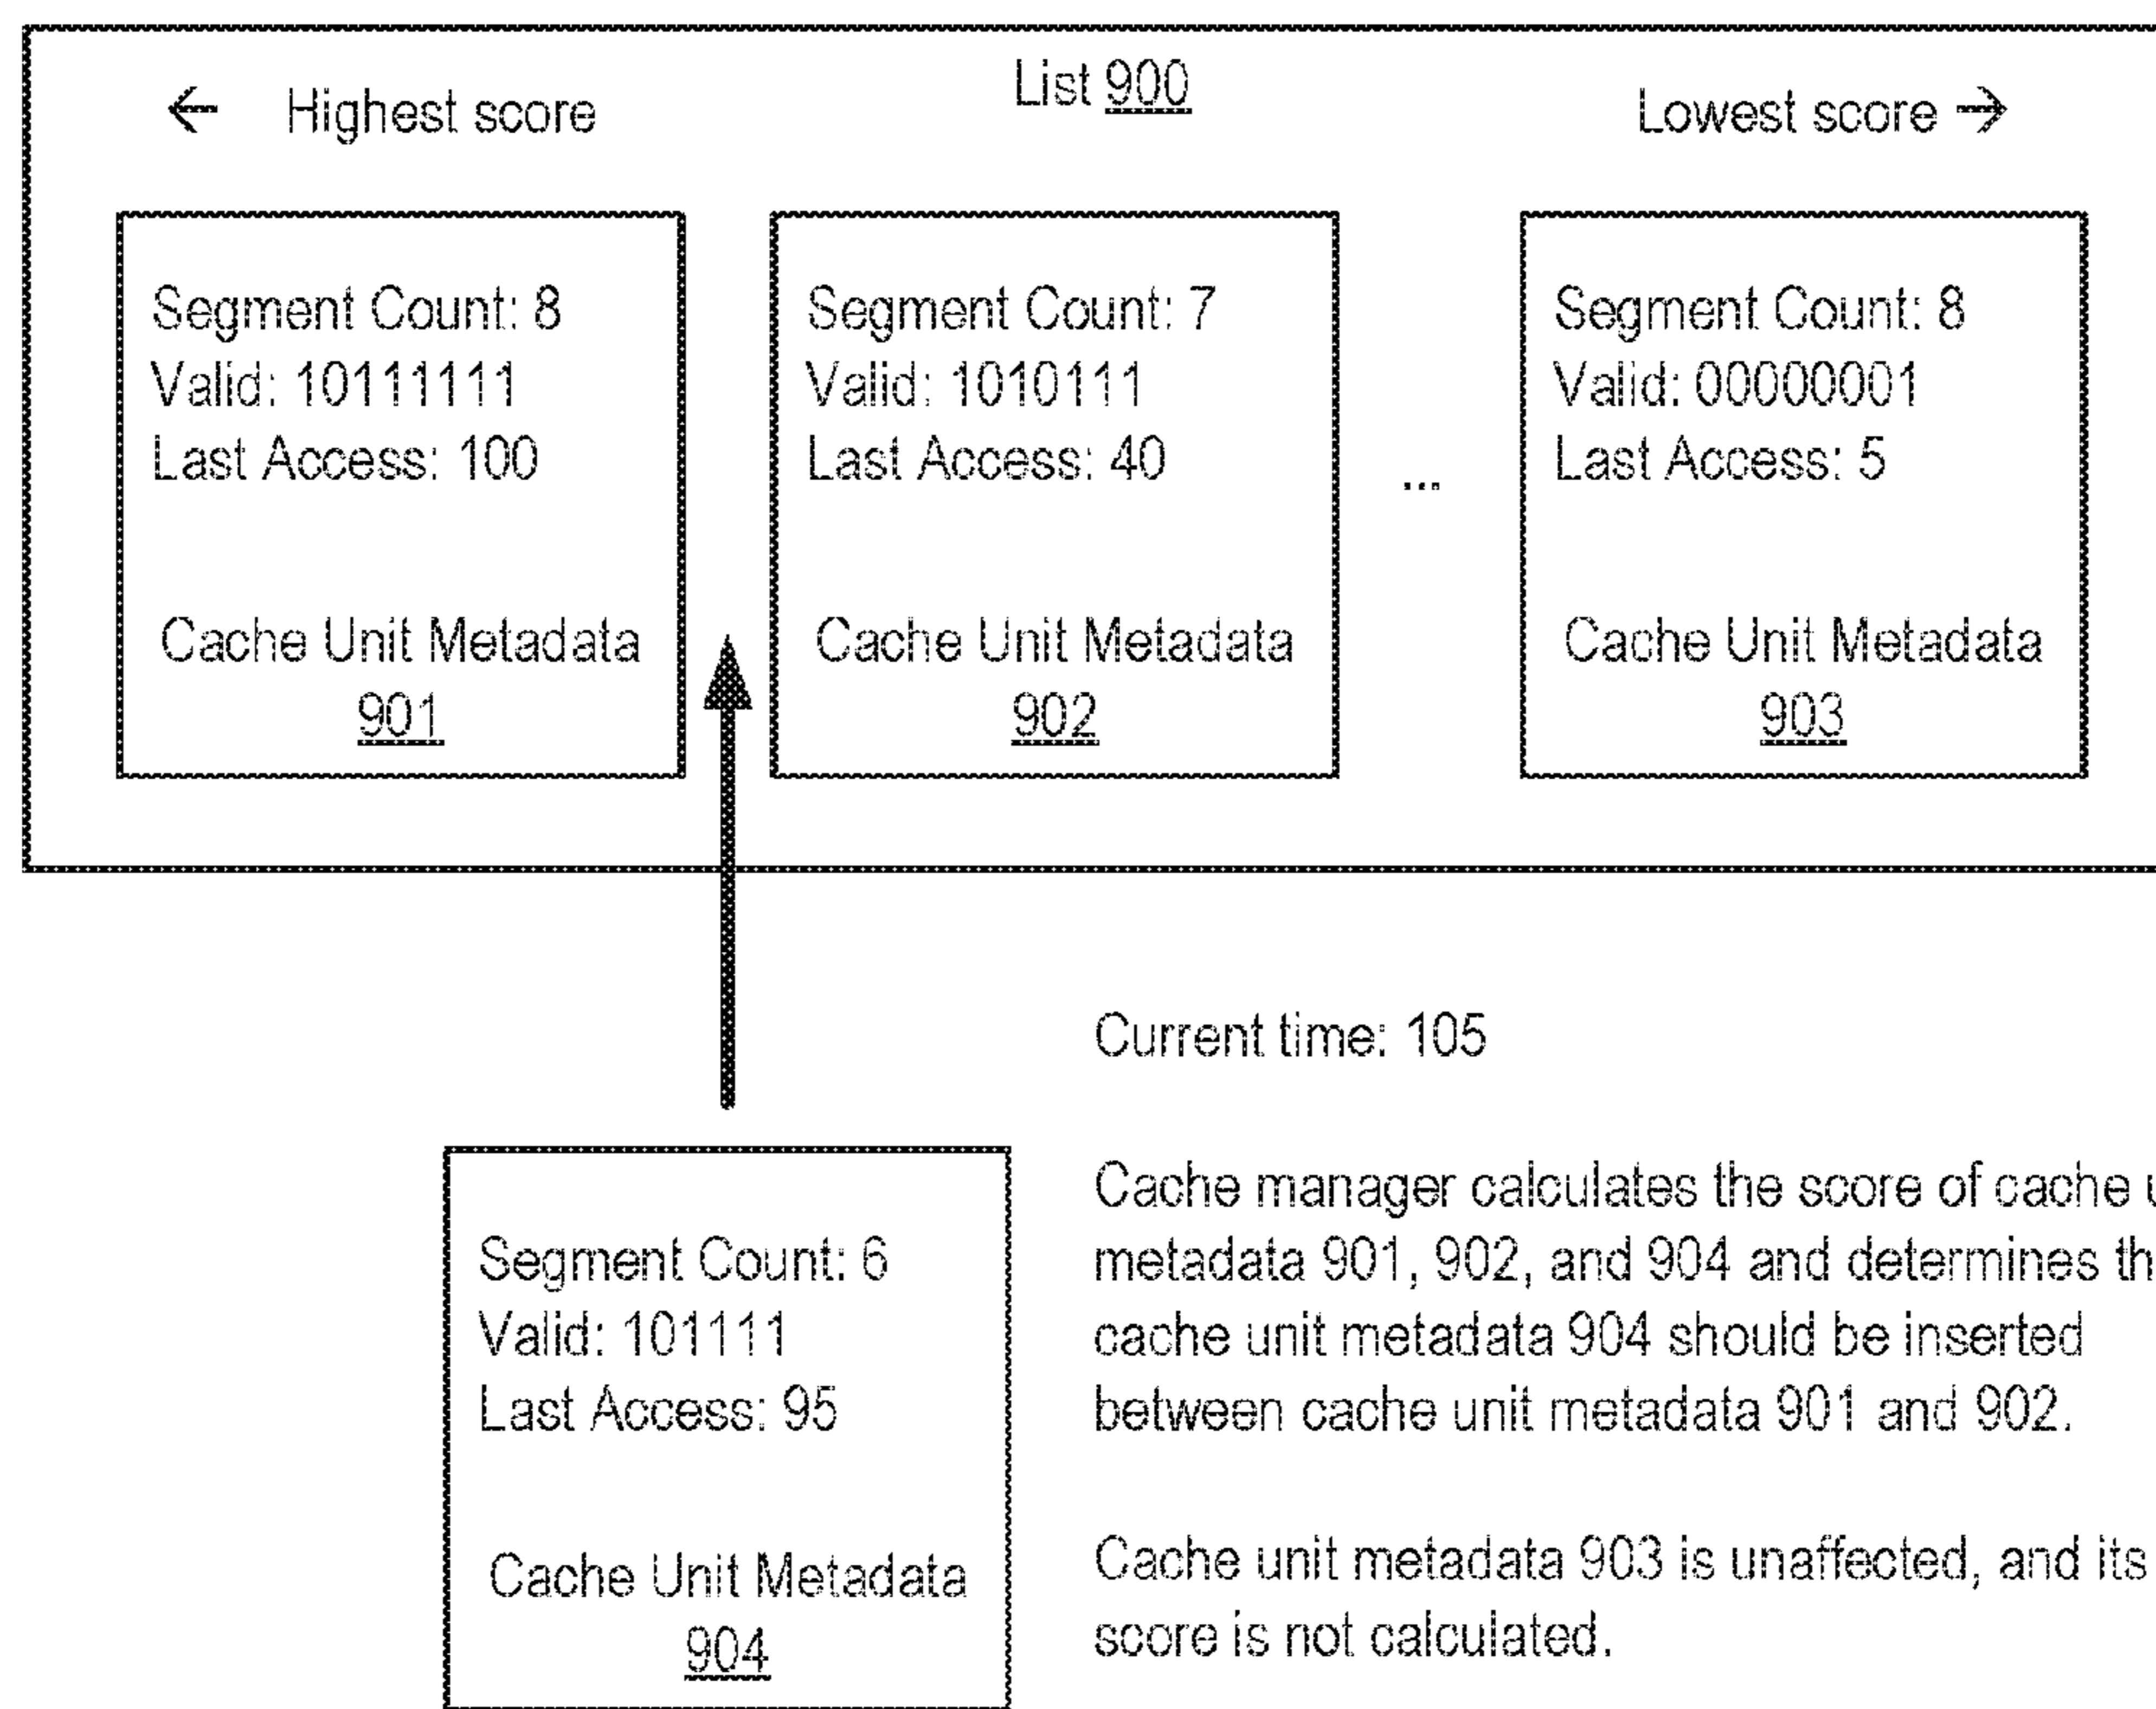 List 900
← Highest score
Lowest score →
Segment Count: 8
Valid: 10111111
Last Access: 100
Cache Unit Metadata
901
Segment Count: 7
Valid: 1010111
Last Access: 40
Cache Unit Metadata
902
...
Segment Count: 8
Valid: 00000001
Last Access: 5
Cache Unit Metadata
903
Segment Count: 6
Valid: 101111
Last Access: 95
Cache Unit Metadata
904
Current time: 105
Cache manager calculates the score of cache
metadata 901, 902, and 904 and determines
cache unit metadata 904 should be inserted
between cache unit metadata 901 and 902.
Cache unit metadata 903 is unaffected, and its
score is not calculated.